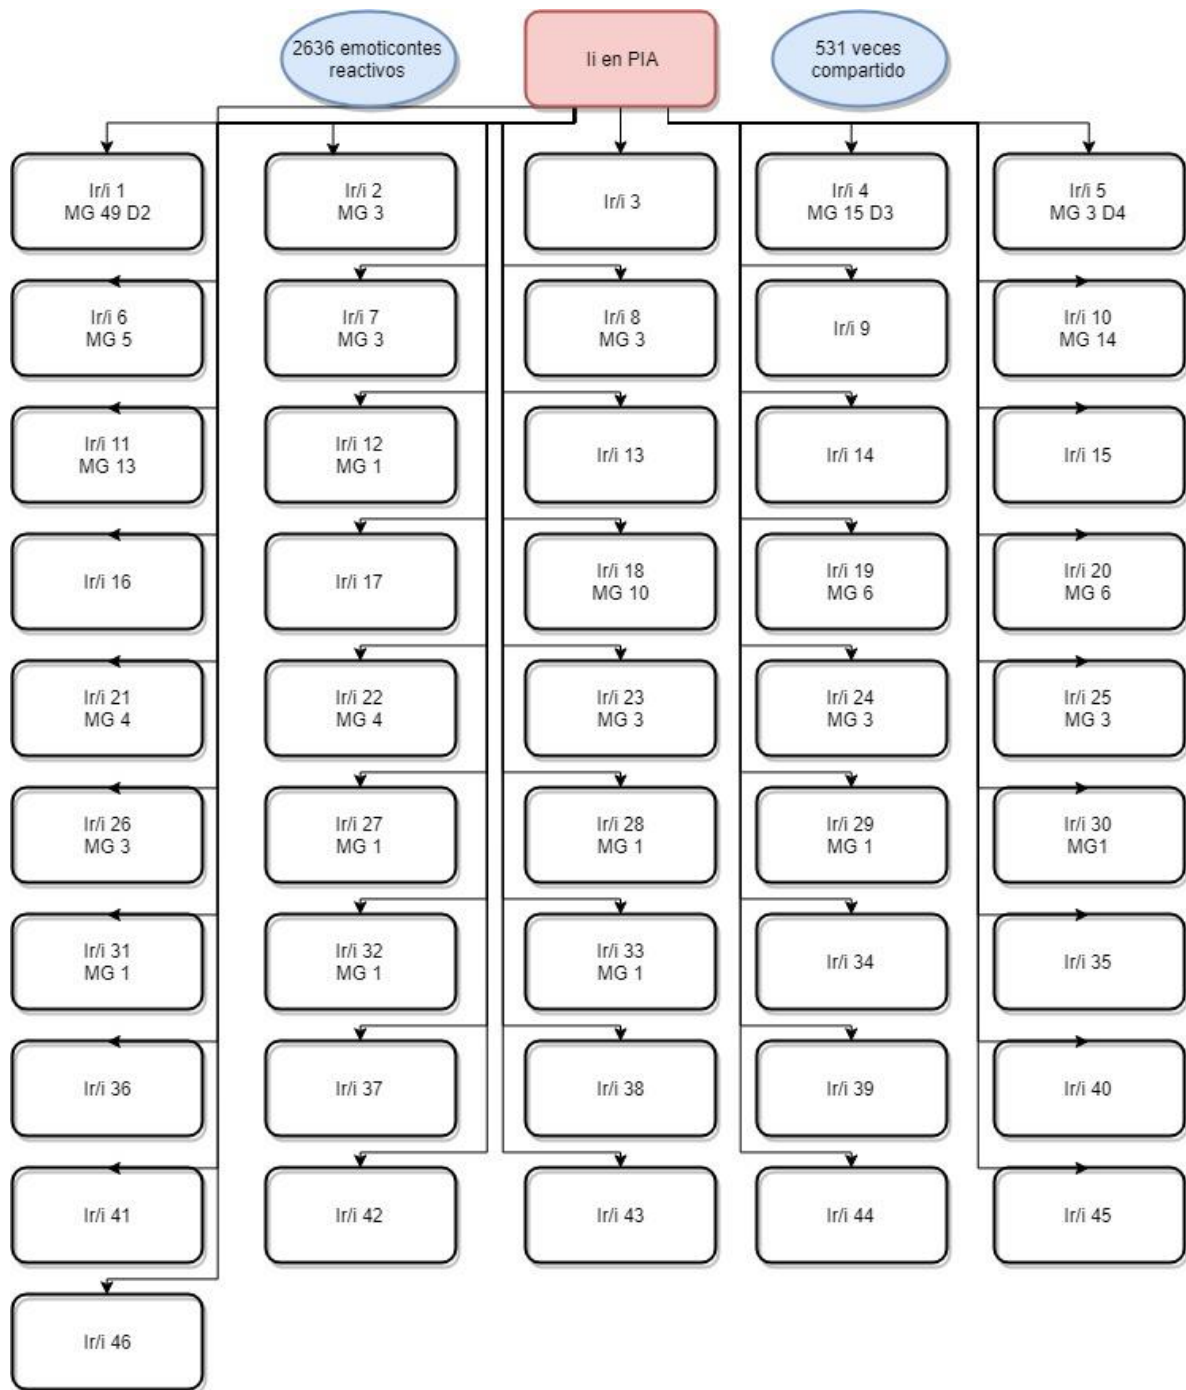 2636 emoticontes
reactivos
Ii en PIA
531 veces
compartido
Ir/i 1
MG 49 D2
Ir/i 2
MG 3
Ir/i 3
Ir/i 4
MG 15 D3
Ir/i 5
MG 3 D4
Ir/i 6
MG 5
Ir/i 7
MG 3
Ir/i 8
MG 3
Ir/i 9
Ir/i 10
MG 14
Ir/i 11
MG 13
Ir/i 12
MG 1
Ir/i 13
Ir/i 14
Ir/i 15
Ir/i 16
Ir/i 17
Ir/i 18
MG 10
Ir/i 19
MG 6
Ir/i 20
MG 6
Ir/i 21
MG 4
Ir/i 22
MG 4
Ir/i 23
MG 3
Ir/i 24
MG 3
Ir/i 25
MG 3
Ir/i 26
MG 3
Ir/i 27
MG 1
Ir/i 28
MG 1
Ir/i 29
MG 1
Ir/i 30
MG1
Ir/i 31
MG 1
Ir/i 32
MG 1
Ir/i 33
MG 1
Ir/i 34
Ir/i 35
Ir/i 36
Ir/i 37
Ir/i 38
Ir/i 39
Ir/i 40
Ir/i 41
Ir/i 42
Ir/i 43
Ir/i 44
Ir/i 45
Ir/i 46